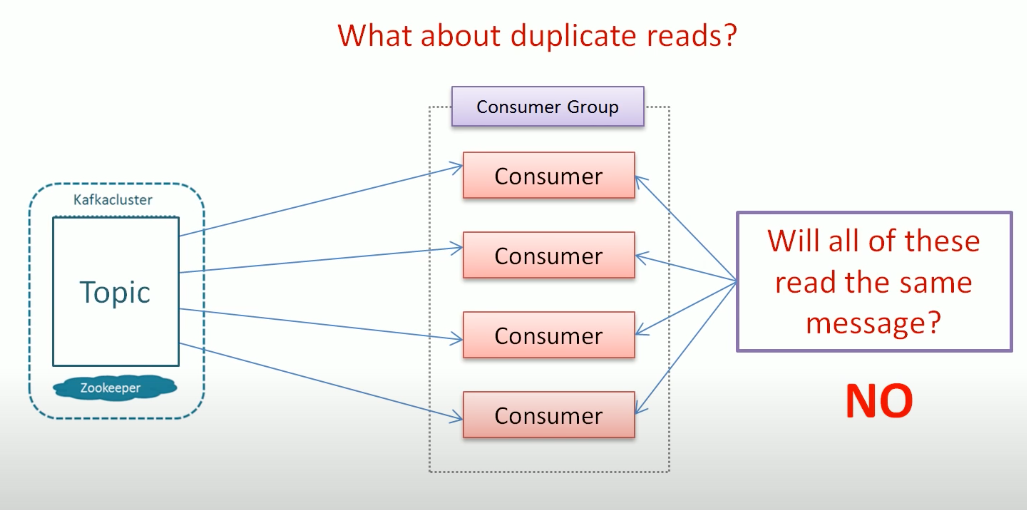 What about duplicate reads?
Consumer Group
Kafkacluster
Topic
Zookeeper
Consumer
Consumer
Consumer
Consumer
Will all of these
read the same
message?
NO